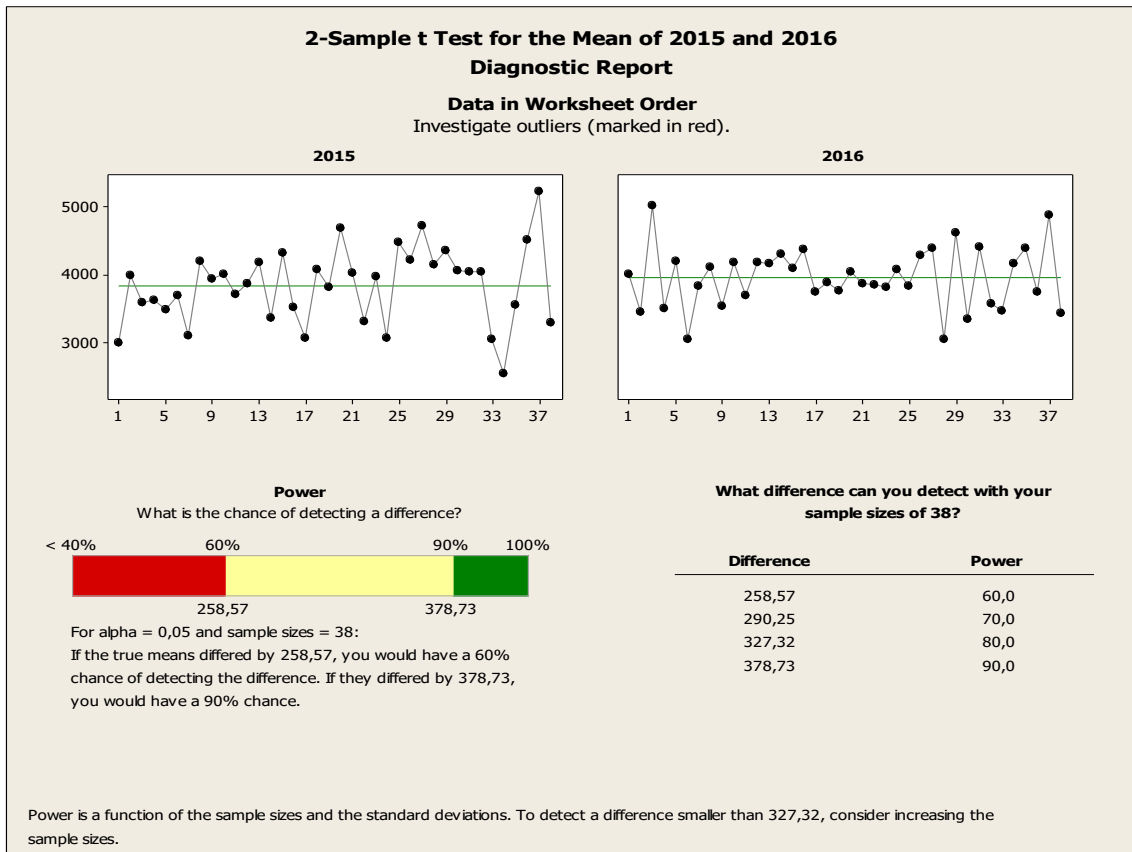 2-Sample t Test for the Mean of 2015 and 2016
Diagnostic Report
Data in Worksheet Order
Investigate outliers (marked in red).
2015
2016
5000
4000
3000
1 5 9 13 17 21 25 29 33 37
1 5 9 13 17 21 25 29 33 37
Power
What is the chance of detecting a difference?
< 40% 60% 90% 100%
258,57 378,73
For alpha = 0,05 and sample sizes = 38:
If the true means differed by 258,57, you would have a 60%
chance of detecting the difference. If they differed by 378,73,
you would have a 90% chance.
What difference can you detect with your
sample sizes of 38?
Difference Power
258,57 60,0
290,25 70,0
327,32 80,0
378,73 90,0
Power is a function of the sample sizes and the standard deviations. To detect a difference smaller than 327,32, consider increasing the
sample sizes.